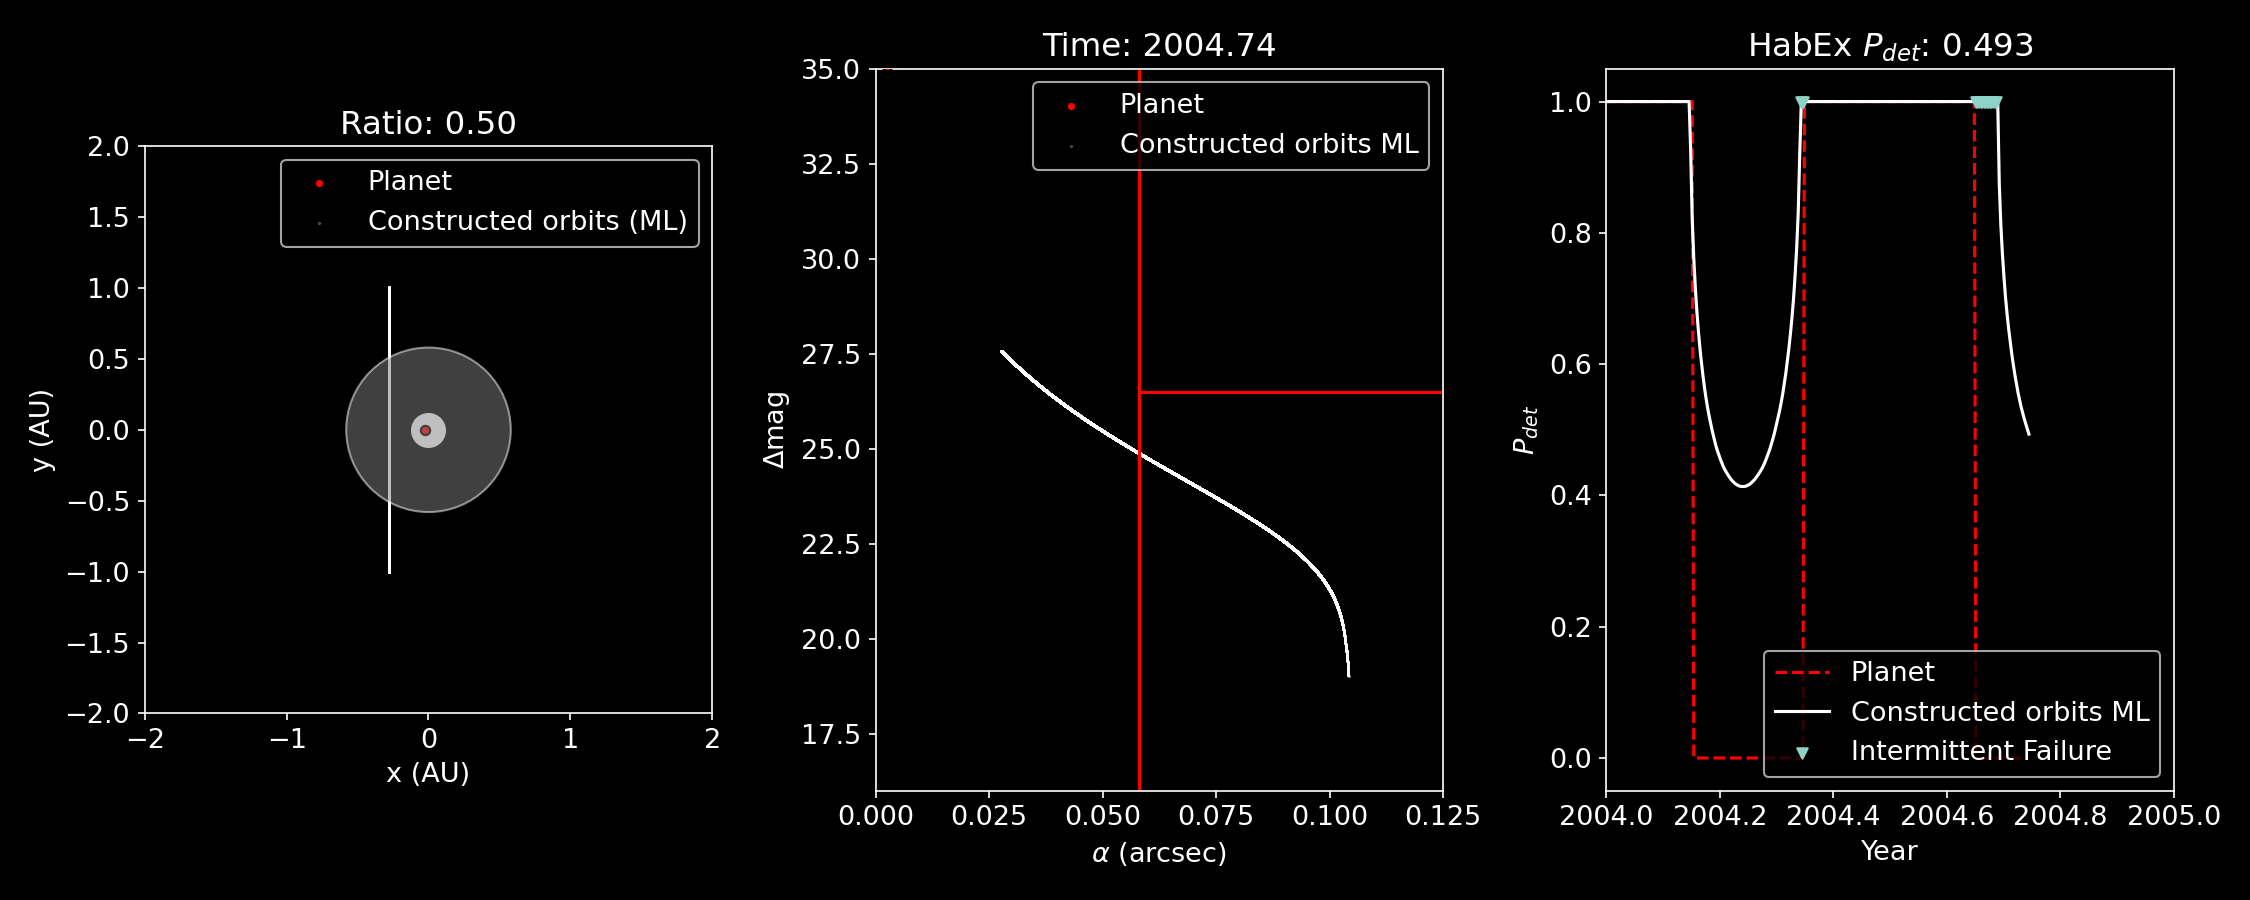 Ratio: 0.50
2.0
1.5
1.0
0.5
0.0
−0.5
−1.0
−1.5
−2.0
−2
−1
0
1
2
y (AU)
x (AU)
Planet
Constructed orbits (ML)
Time: 2004.74
35.0
32.5
30.0
27.5
25.0
22.5
20.0
17.5
0.000
0.025
0.050
0.075
0.100
0.125
Δmag
α (arcsec)
Planet
Constructed orbits ML
HabEx P_det: 0.493
1.0
0.8
0.6
0.4
0.2
0.0
2004.0
2004.2
2004.4
2004.6
2004.8
2005.0
P_det
Year
Planet
Constructed orbits ML
Intermittent Failure